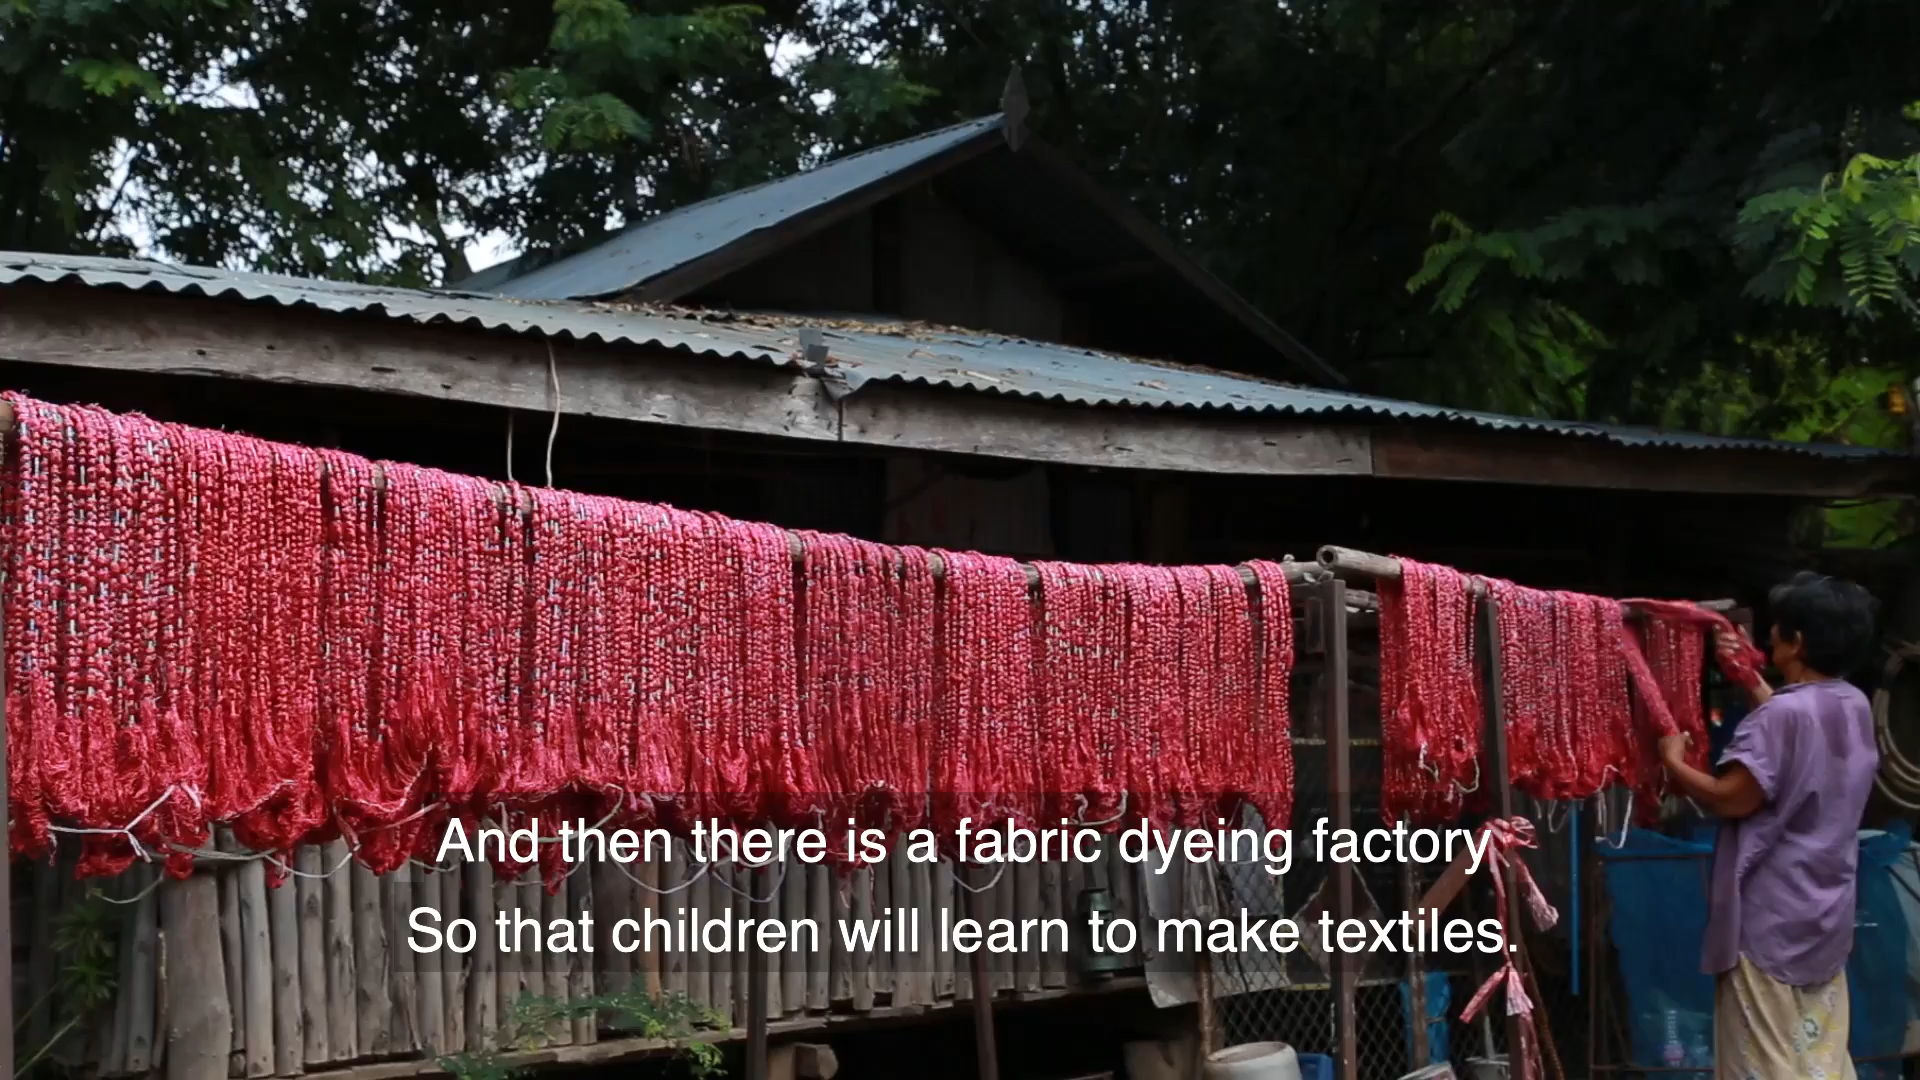 And then there is a fabric dyeing factory
So that children will learn to make textiles.